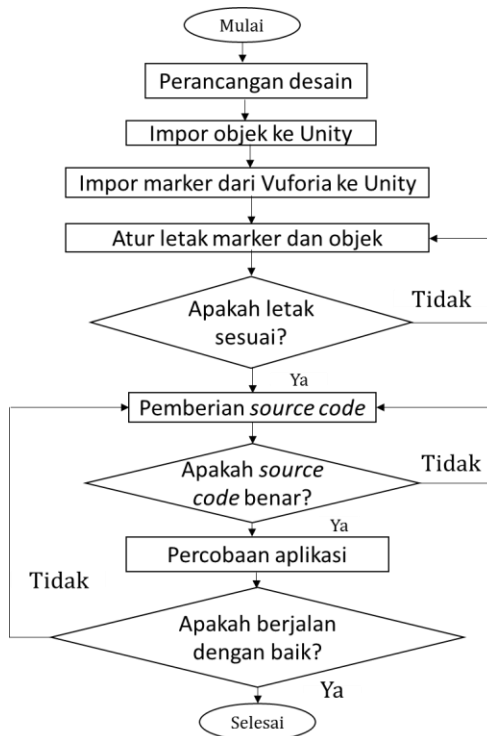 Mulai
Perancangan desain
Impor objek ke Unity
Impor marker dari Vuforia ke Unity
Atur letak marker dan objek
Apakah letak
sesuai?
Tidak
Ya
Pemberian source code
Apakah source
code benar?
Tidak
Ya
Percobaan aplikasi
Tidak
Apakah berjalan
dengan baik?
Ya
Selesai